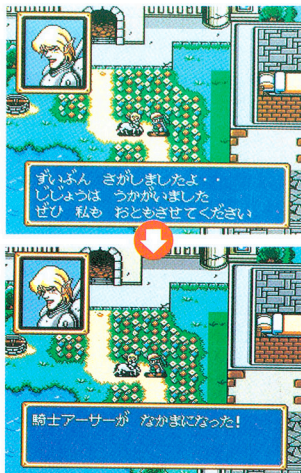 ずいぶん さがしましたよ・・
じじょうは うかがいました
ぜひ 私も おともさせてください
騎士アーサーが なかまになった!